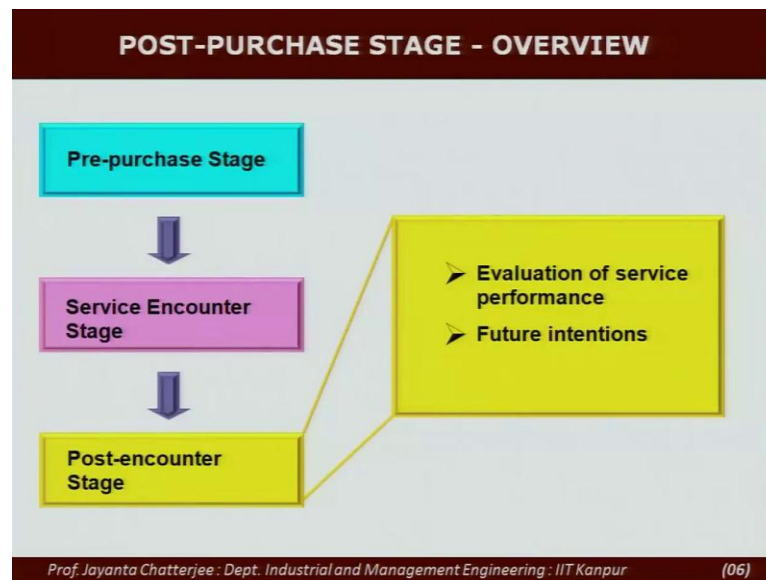 POST-PURCHASE STAGE - OVERVIEW
Pre-purchase Stage
Service Encounter
Stage
Post-encounter
Stage
Evaluation of service
performance
Future intentions
Prof. Jayanta Chatterjee : Dept. Industrial and Management Engineering : IIT Kanpur (06)